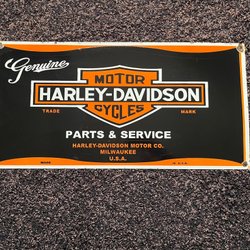 Genuine
MOTOR
HARLEY-DAVIDSON
CYCLES
TRADE MARK
PARTS & SERVICE
HARLEY-DAVIDSON MOTOR CO.
MILWAUKEE
U.S.A.